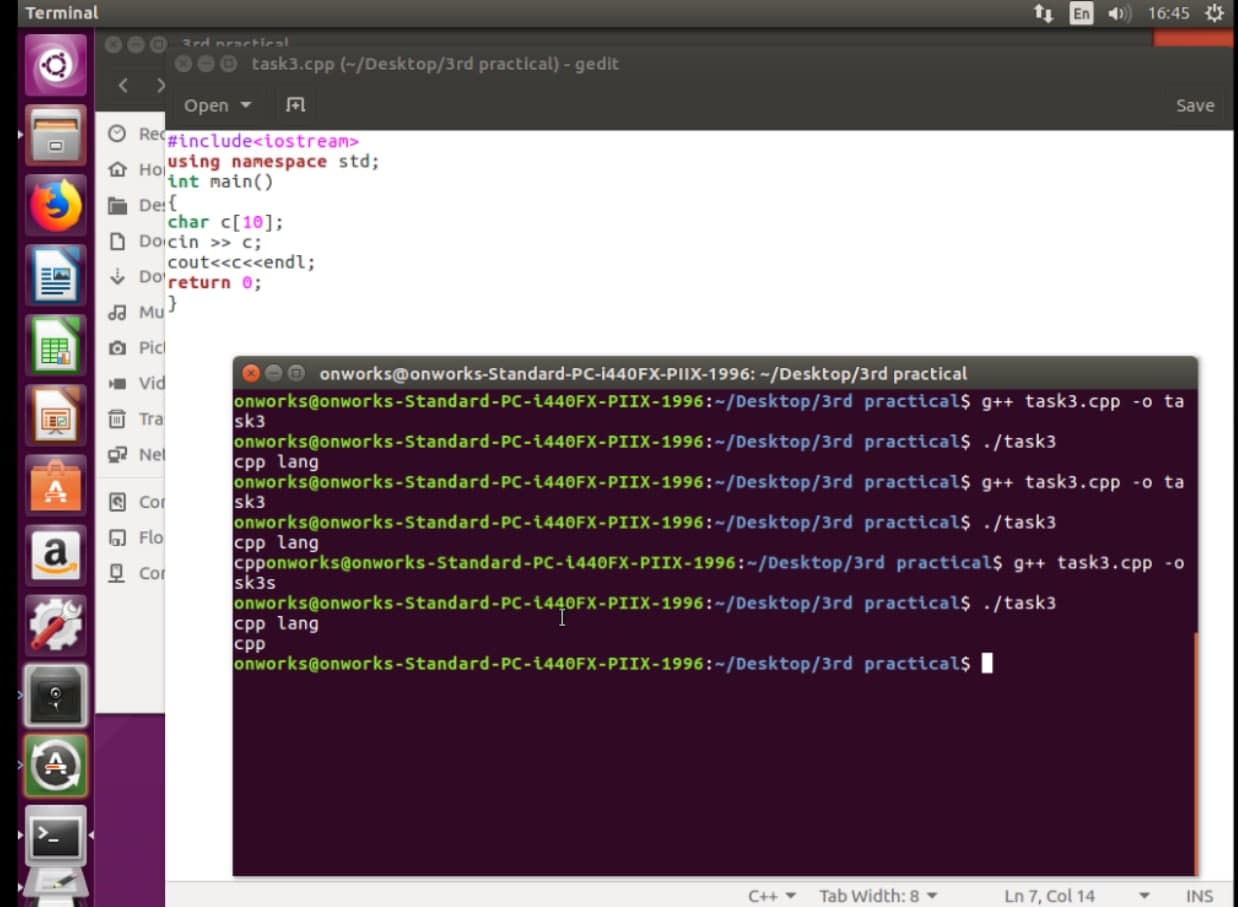 Terminal
En
16:45
3rd practical
task3.cpp (~/Desktop/3rd practical) - gedit
Open
Save
Rec
Hor
Des
Do
Do
Mu
Pic
Vid
Tra
Net
Cor
Flo
Cor
#include<iostream>
using namespace std;
int main()
{
char c[10];
cin >> c;
cout<<c<<endl;
return 0;
}
onworks@onworks-Standard-PC-i440FX-PIIX-1996: ~/Desktop/3rd practical
onworks@onworks-Standard-PC-i440FX-PIIX-1996:~/Desktop/3rd practical$ g++ task3.cpp -o ta
sk3
onworks@onworks-Standard-PC-i440FX-PIIX-1996:~/Desktop/3rd practical$ ./task3
cpp lang
onworks@onworks-Standard-PC-i440FX-PIIX-1996:~/Desktop/3rd practical$ g++ task3.cpp -o ta
sk3
onworks@onworks-Standard-PC-i440FX-PIIX-1996:~/Desktop/3rd practical$ ./task3
cpp lang
cpponworks@onworks-Standard-PC-i440FX-PIIX-1996:~/Desktop/3rd practical$ g++ task3.cpp -o
sk3s
onworks@onworks-Standard-PC-i440FX-PIIX-1996:~/Desktop/3rd practical$ ./task3
cpp lang
cpp
onworks@onworks-Standard-PC-i440FX-PIIX-1996:~/Desktop/3rd practical$
C++
Tab Width: 8
Ln 7, Col 14
INS